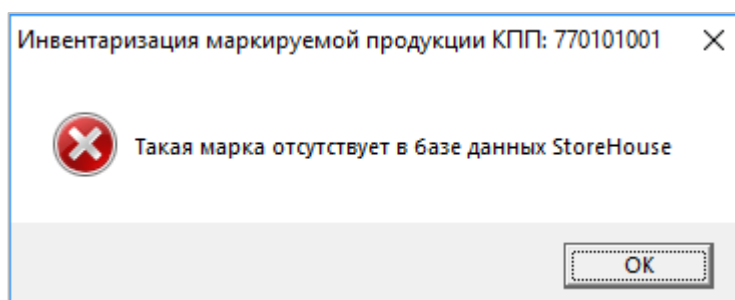 Инвентаризация маркируемой продукции КПП: 770101001
Такая марка отсутствует в базе данных StoreHouse
OK